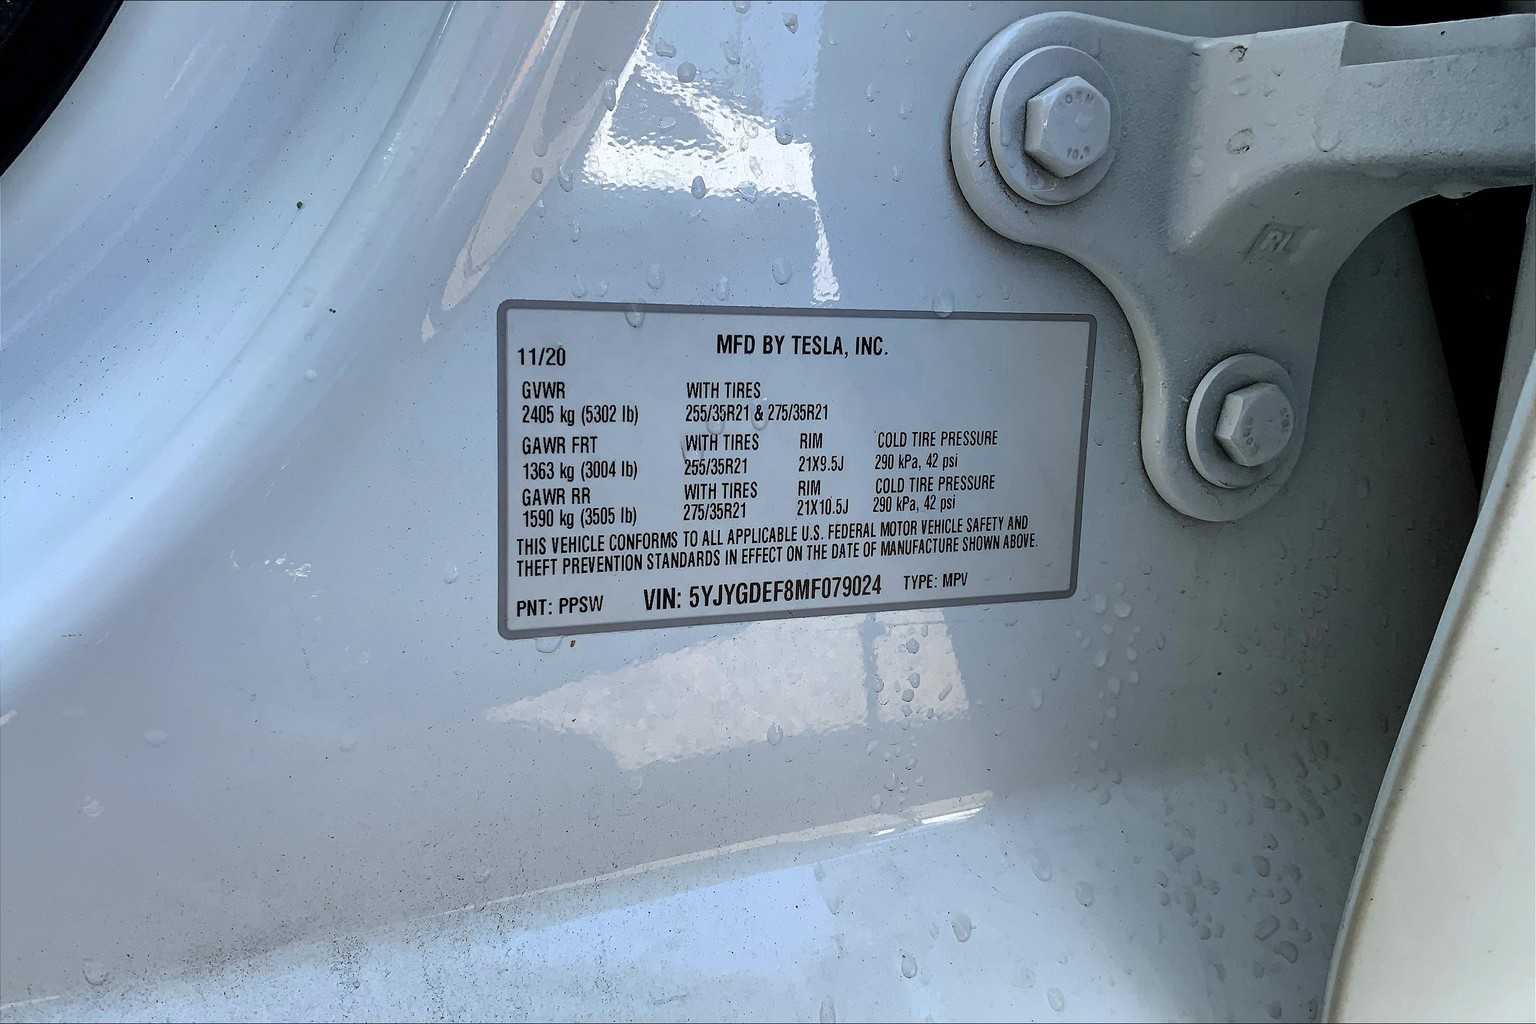 MFD BY TESLA, INC.
11/20
GVWR WITH TIRES
2405 kg (5302 lb) 255/35R21 & 275/35R21
GAWR FRT WITH TIRES RIM COLD TIRE PRESSURE
1363 kg (3004 lb) 255/35R21 21X9.5J 290 kPa, 42 psi
GAWR RR WITH TIRES RIM COLD TIRE PRESSURE
1590 kg (3505 lb) 275/35R21 21X10.5J 290 kPa, 42 psi
THIS VEHICLE CONFORMS TO ALL APPLICABLE U.S. FEDERAL MOTOR VEHICLE SAFETY AND
THEFT PREVENTION STANDARDS IN EFFECT ON THE DATE OF MANUFACTURE SHOWN ABOVE.
PNT: PPSW VIN: 5YJYGDEF8MF079024 TYPE: MPV
RL
10.9